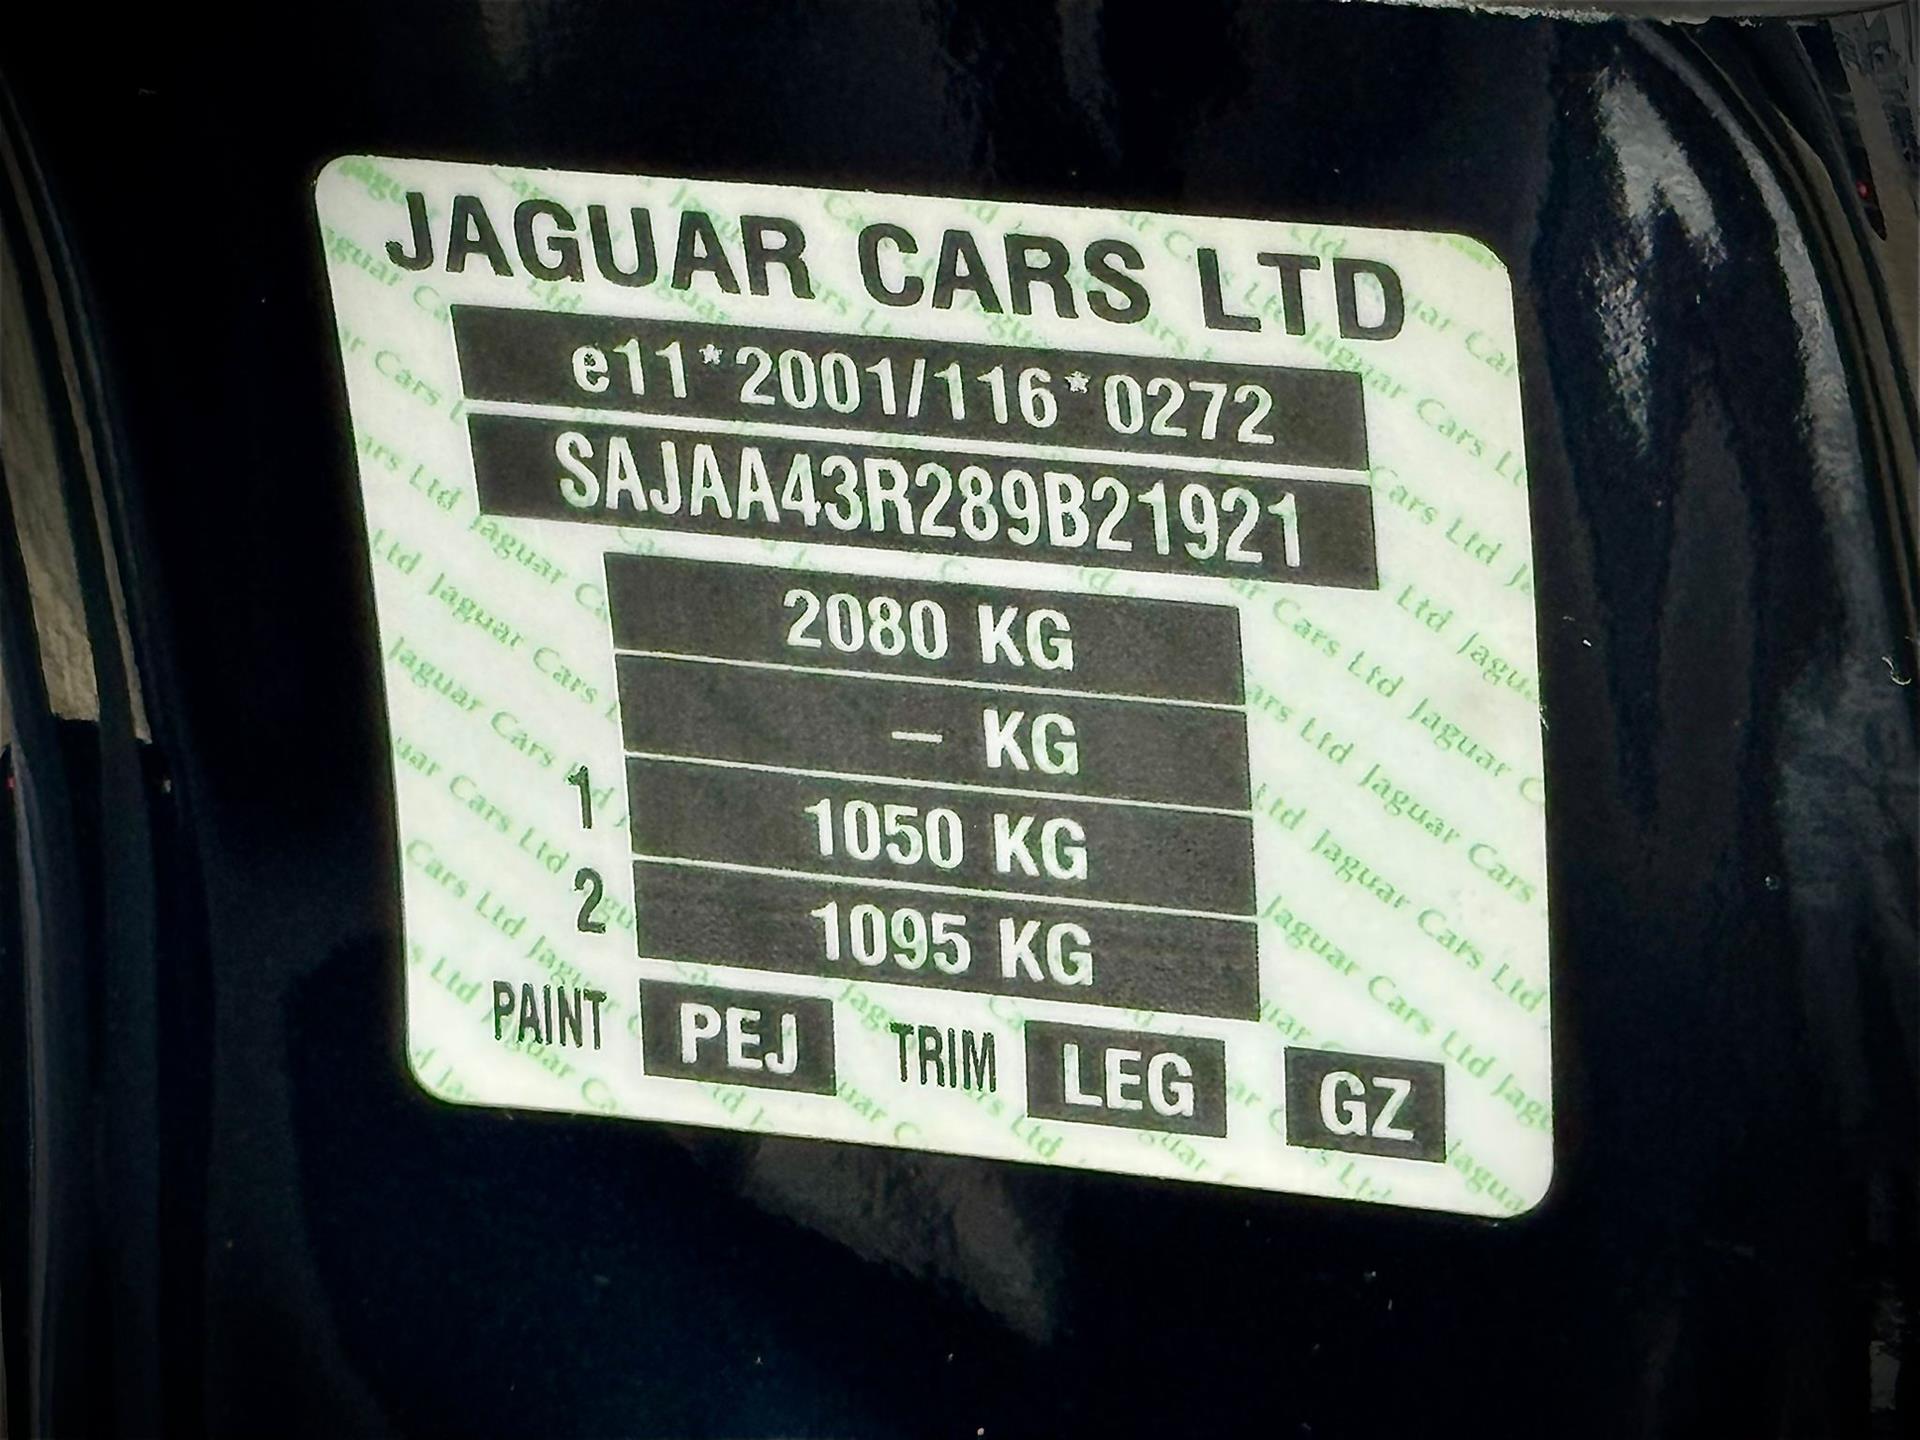 JAGUAR CARS LTD
e11*2001/116*0272
SAJAA43R289B21921
2080 KG
– KG
1 1050 KG
2 1095 KG
PAINT PEJ TRIM LEG GZ